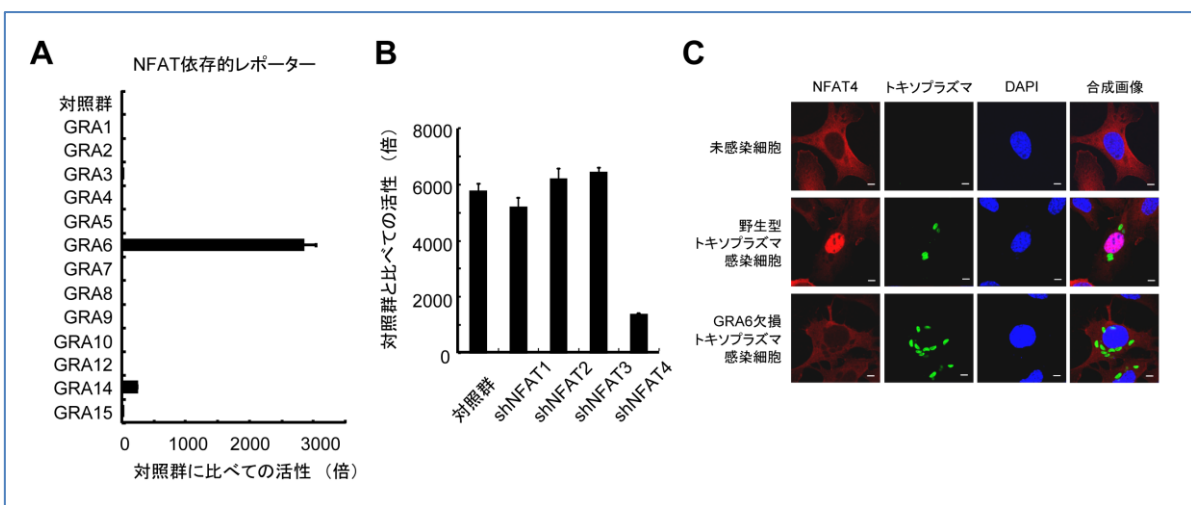 A
NFAT依存的レポーター
対照群
GRA1
GRA2
GRA3
GRA4
GRA5
GRA6
GRA7
GRA8
GRA9
GRA10
GRA12
GRA14
GRA15
0 1000 2000 3000
対照群に比べての活性 （倍）
B
対照群と比べての活性 （倍）
8000
6000
4000
2000
0
対照群
shNFAT1
shNFAT2
shNFAT3
shNFAT4
C
NFAT4 トキソプラズマ DAPI 合成画像
未感染細胞
野生型
トキソプラズマ
感染細胞
GRA6欠損
トキソプラズマ
感染細胞